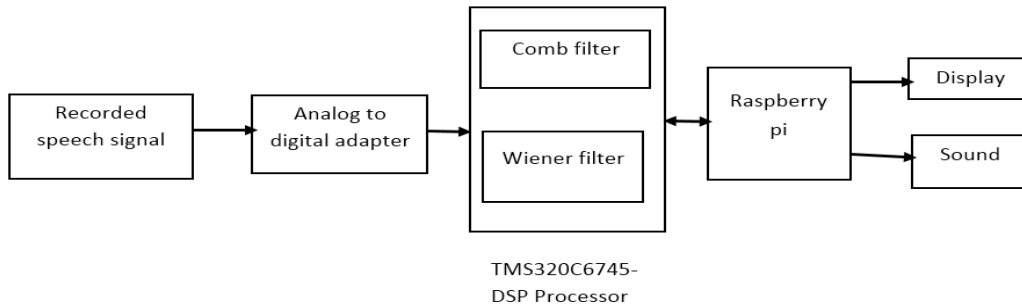 Recorded
speech signal
Analog to
digital adapter
Comb filter
Wiener filter
TMS320C6745-
DSP Processor
Raspberry
pi
Display
Sound